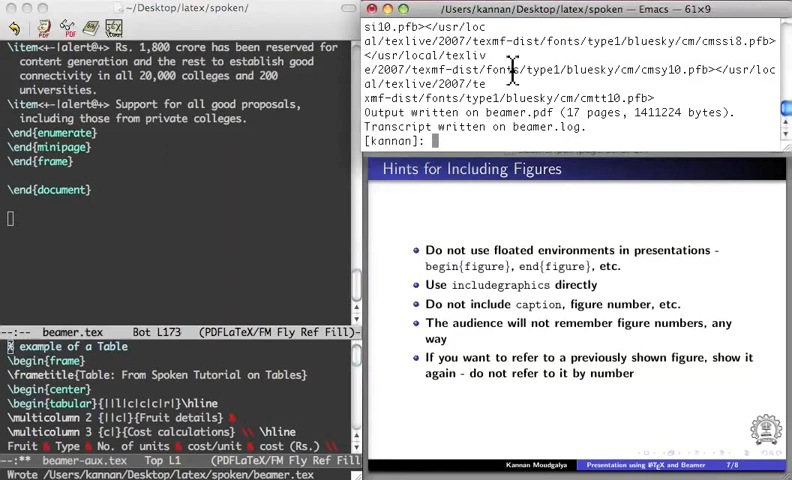 ~/Desktop/latex/spoken/
\item<-|alert@+> Rs. 1,800 crore has been reserved for
content generation and the rest to establish good
connectivity in all 20,000 colleges and 200
universities.
\item<-|alert@+> Support for all good proposals,
including those from private colleges.
\end{enumerate}
\end{minipage}
\end{frame}
\end{document}
--:-- beamer.tex Bot L173 (PDFLaTeX/FM Fly Ref Fill)-
% example of a Table
\begin{frame}
\frametitle{Table: From Spoken Tutorial on Tables}
\begin{center}
\begin{tabular}{||l|c|c|c|r|}\hline
\multicolumn 2 {||c|}{Fruit details} &
\multicolumn 3 {c|}{Cost calculations} \\ \hline
Fruit & Type & No. of units & cost/unit & cost (Rs.) \\
--:** beamer-aux.tex Top L1 (PDFLaTeX/FM Fly Ref Fill)
Wrote /Users/kannan/Desktop/latex/spoken/beamer.tex
/Users/kannan/Desktop/latex/spoken — Emacs — 61×9
si10.pfb></usr/loc
al/texlive/2007/texmf-dist/fonts/type1/bluesky/cm/cmssi8.pfb>
</usr/local/texliv
e/2007/texmf-dist/fonts/type1/bluesky/cm/cmsy10.pfb></usr/loc
al/texlive/2007/te
xmf-dist/fonts/type1/bluesky/cm/cmtt10.pfb>
Output written on beamer.pdf (17 pages, 1411224 bytes).
Transcript written on beamer.log.
[kannan]:
Hints for Including Figures
Do not use floated environments in presentations -
begin{figure}, end{figure}, etc.
Use includegraphics directly
Do not include caption, figure number, etc.
The audience will not remember figure numbers, any
way
If you want to refer to a previously shown figure, show it
again - do not refer to it by number
Kannan Moudgalya Presentation using LATEX and Beamer 7/8